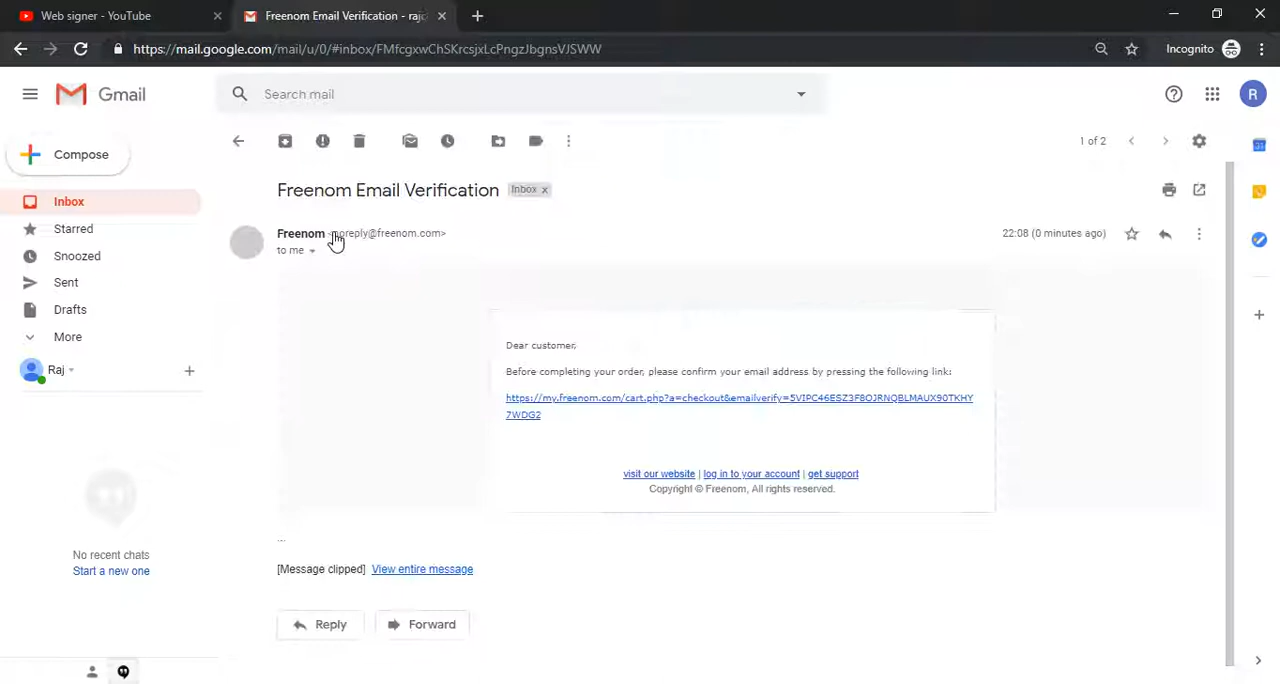 Web signer - YouTube
Freenom Email Verification - rajc
https://mail.google.com/mail/u/0/#inbox/FMfcgxwChSKrcsjxLcPngzJbgnsVJSWW
Incognito
Gmail
Search mail
R
Compose
1 of 2
Inbox
Starred
Snoozed
Sent
Drafts
More
Raj
No recent chats
Start a new one
Freenom Email Verification Inbox x
Freenom <noreply@freenom.com>
22:08 (0 minutes ago)
to me
Dear customer,
Before completing your order, please confirm your email address by pressing the following link:
https://my.freenom.com/cart.php?a=checkout&emailverify=5VIPC46ESZ3F8OJRNQBLMAUX90TKHY
7WDG2
visit our website | log in to your account | get support
Copyright © Freenom, All rights reserved.
...
[Message clipped] View entire message
Reply
Forward